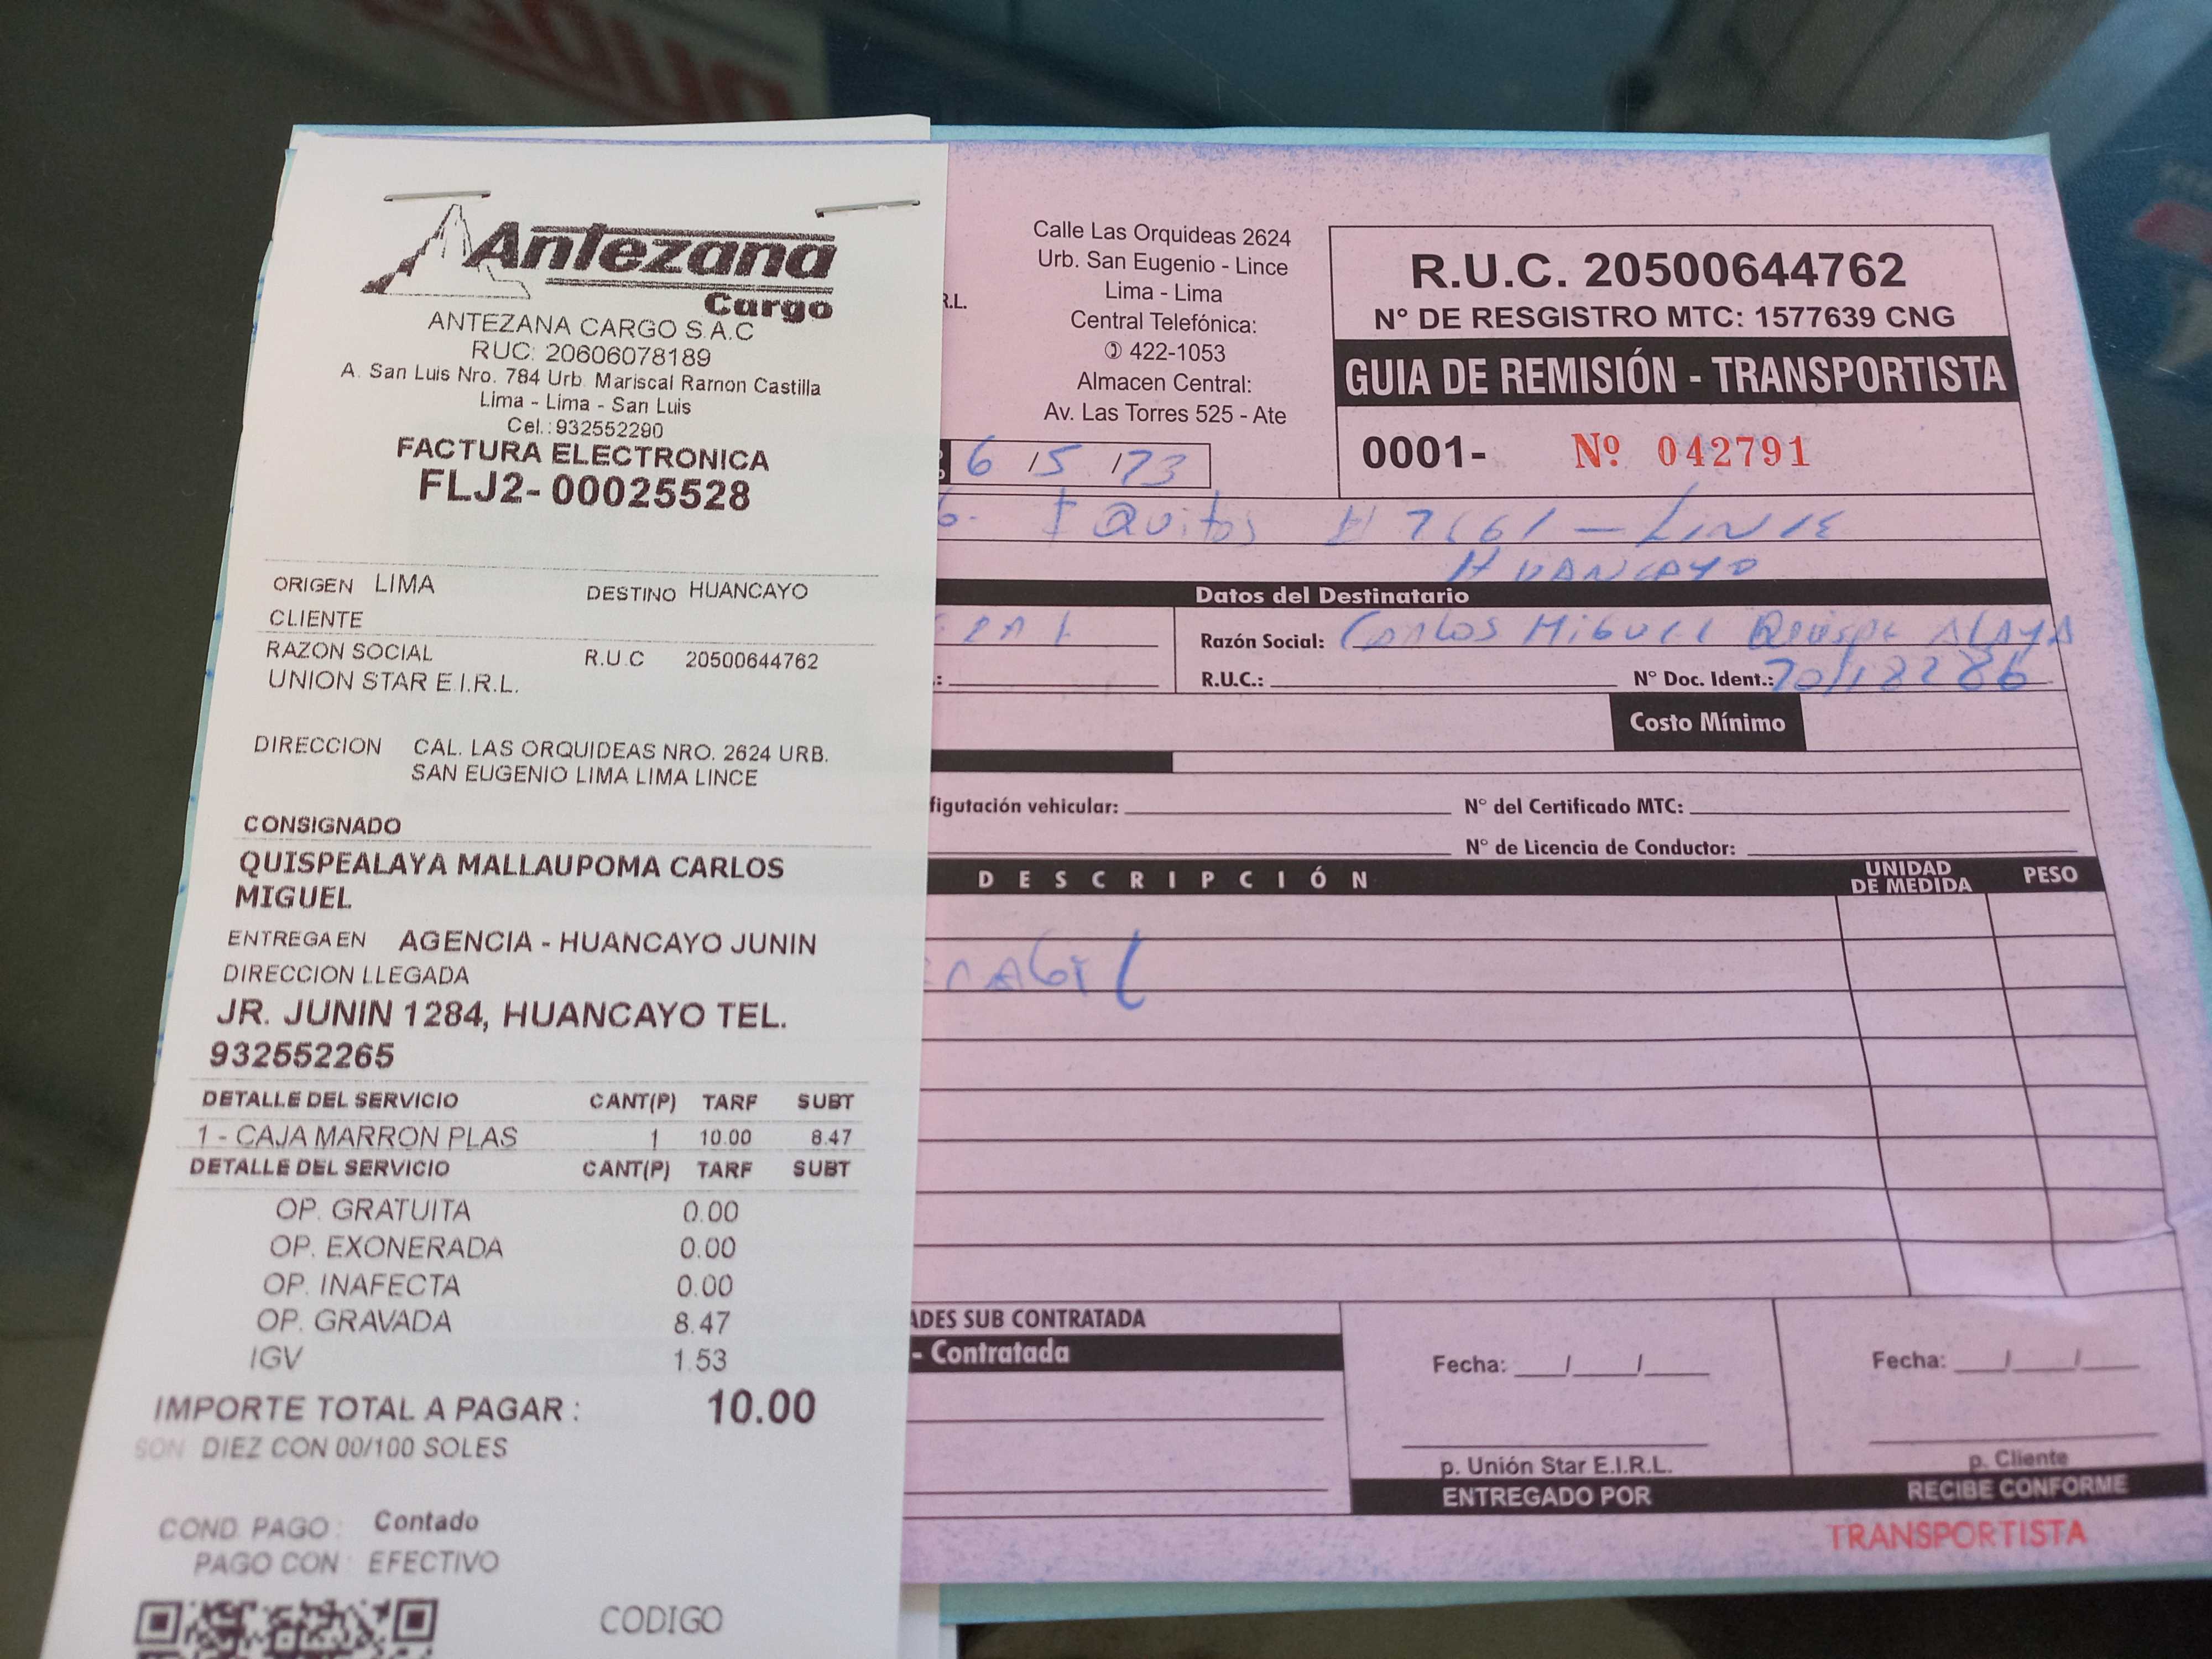 Antezana
Cargo
ANTEZANA CARGO S.A.C
RUC: 20606078189
A. San Luis Nro. 784 Urb. Mariscal Ramon Castilla
Lima - Lima - San Luis
Cel.:932552290
FACTURA ELECTRONICA
FLJ2-00025528
ORIGEN LIMA DESTINO HUANCAYO
CLIENTE
RAZON SOCIAL R.U.C 20500644762
UNION STAR E.I.R.L.
DIRECCION CAL. LAS ORQUIDEAS NRO. 2624 URB.
SAN EUGENIO LIMA LIMA LINCE
CONSIGNADO
QUISPEALAYA MALLAUPOMA CARLOS
MIGUEL
ENTREGA EN AGENCIA - HUANCAYO JUNIN
DIRECCION LLEGADA
JR. JUNIN 1284, HUANCAYO TEL.
932552265
DETALLE DEL SERVICIO CANT(P) TARF SUBT
1 - CAJA MARRON PLAS 1 10.00 8.47
DETALLE DEL SERVICIO CANT(P) TARF SUBT
OP. GRATUITA 0.00
OP. EXONERADA 0.00
OP. INAFECTA 0.00
OP. GRAVADA 8.47
IGV 1.53
IMPORTE TOTAL A PAGAR : 10.00
SON DIEZ CON 00/100 SOLES
COND. PAGO : Contado
PAGO CON : EFECTIVO
CODIGO
R.L.
Calle Las Orquideas 2624
Urb. San Eugenio - Lince
Lima - Lima
Central Telefónica:
422-1053
Almacen Central:
Av. Las Torres 525 - Ate
R.U.C. 20500644762
N° DE RESGISTRO MTC: 1577639 CNG
GUIA DE REMISIÓN - TRANSPORTISTA
0001- Nº 042791
6 /5 /23
Iquitos
HUANCAYO
Datos del Destinatario
Razón Social: Carlos Miguel Quispe Alaya
R.U.C.: N° Doc. Ident.: 70118286
Costo Mínimo
figutación vehicular: N° del Certificado MTC:
N° de Licencia de Conductor:
DESCRIPCIÓN UNIDAD DE MEDIDA PESO
ADES SUB CONTRATADA
- Contratada
Fecha: __/__/__ Fecha: __/__/__
p. Unión Star E.I.R.L. p. Cliente
ENTREGADO POR RECIBE CONFORME
TRANSPORTISTA